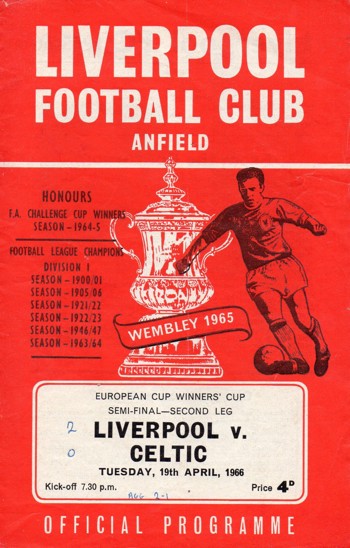 LIVERPOOL
FOOTBALL CLUB
ANFIELD
HONOURS
F.A. CHALLENGE CUP WINNERS
SEASON - 1964-5
FOOTBALL LEAGUE CHAMPIONS
DIVISION 1
SEASON - 1900/01
SEASON - 1905/06
SEASON - 1921/22
SEASON - 1922/23
SEASON - 1946/47
SEASON - 1963/64
WEMBLEY 1965
EUROPEAN CUP WINNERS' CUP
SEMI-FINAL—SECOND LEG
2 LIVERPOOL v.
0 CELTIC
TUESDAY, 19th APRIL, 1966
Kick-off 7.30 p.m.
Price 4D
AGG 2-1
OFFICIAL PROGRAMME